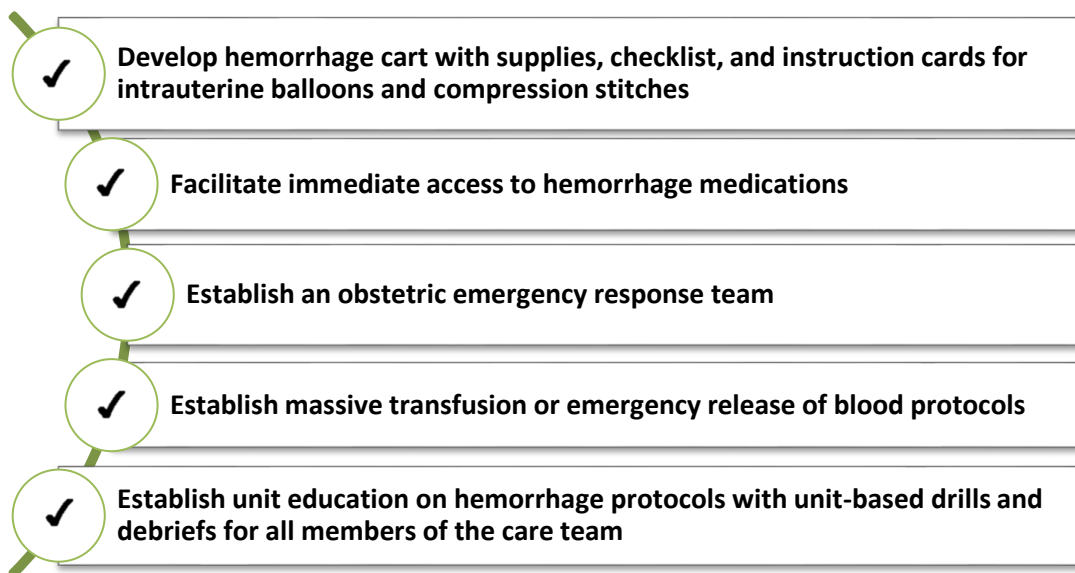 Develop hemorrhage cart with supplies, checklist, and instruction cards for
intrauterine balloons and compression stitches
Facilitate immediate access to hemorrhage medications
Establish an obstetric emergency response team
Establish massive transfusion or emergency release of blood protocols
Establish unit education on hemorrhage protocols with unit-based drills and
debriefs for all members of the care team